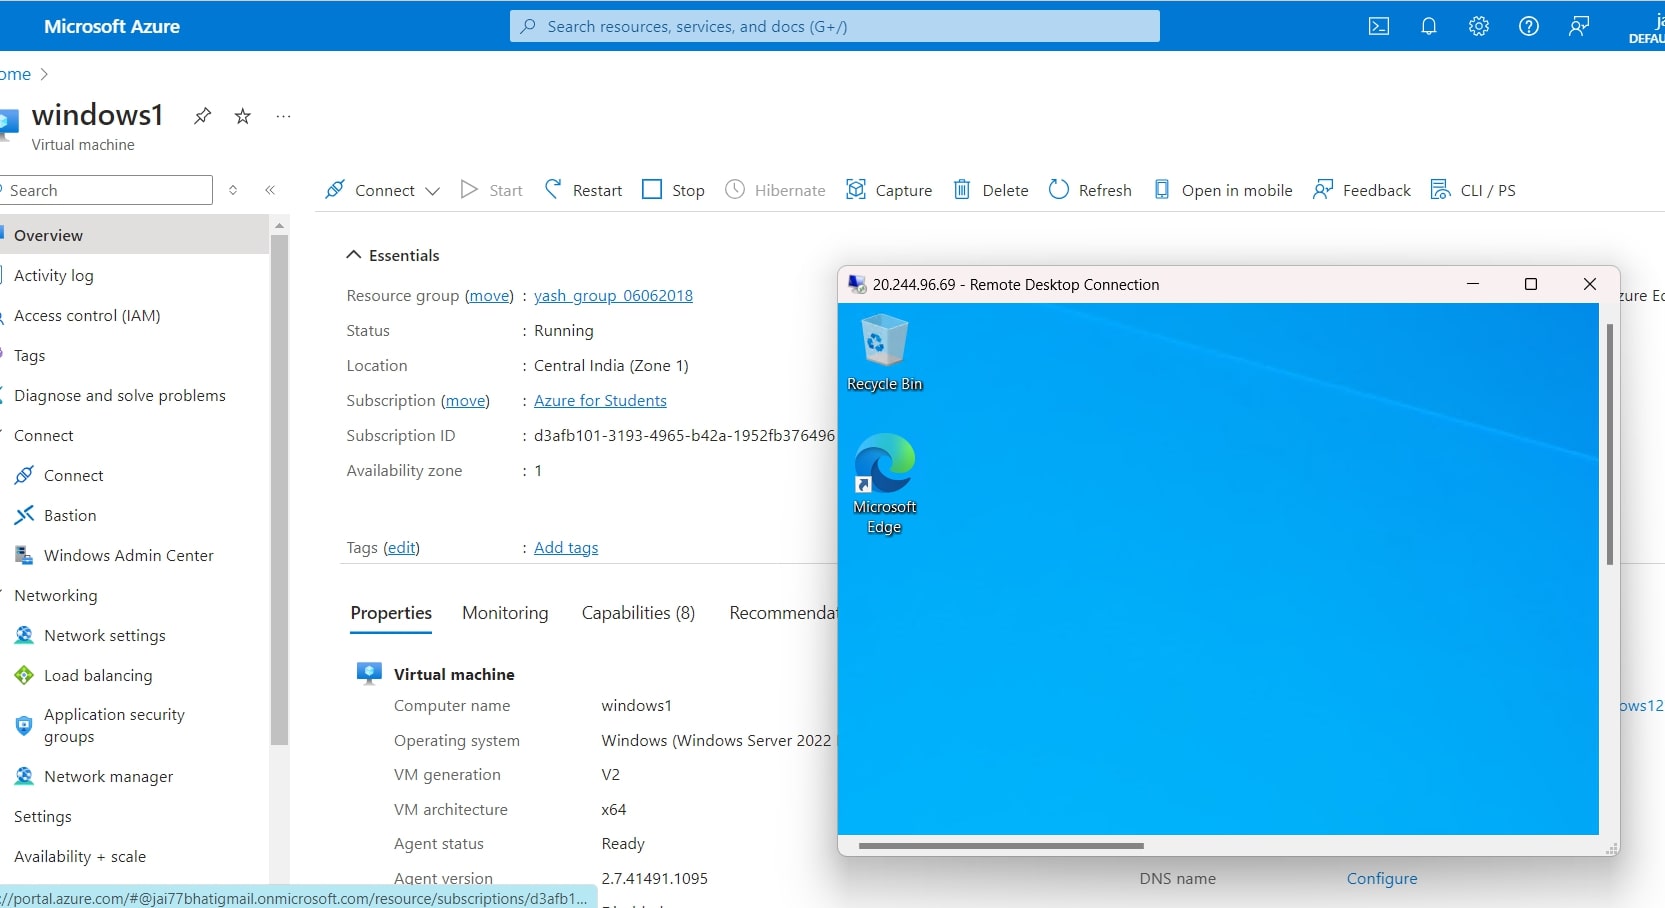 Microsoft Azure
Search resources, services, and docs (G+/)
DEFAU
ome
windows1
Virtual machine
Search
Connect Start Restart Stop Hibernate Capture Delete Refresh Open in mobile Feedback CLI / PS
Overview
Activity log
Access control (IAM)
Tags
Diagnose and solve problems
Connect
Connect
Bastion
Windows Admin Center
Networking
Network settings
Load balancing
Application security
groups
Network manager
Settings
Availability + scale
Essentials
Resource group (move) : yash_group_06062018
Status : Running
Location : Central India (Zone 1)
Subscription (move) : Azure for Students
Subscription ID : d3afb101-3193-4965-b42a-1952fb376496
Availability zone : 1
Tags (edit) : Add tags
Properties Monitoring Capabilities (8) Recommendat
Virtual machine
Computer name windows1
Operating system Windows (Windows Server 2022
VM generation V2
VM architecture x64
Agent status Ready
Agent version 2.7.41491.1095
20.244.96.69 - Remote Desktop Connection
Recycle Bin
Microsoft
Edge
zure Ec
ows12
DNS name Configure
://portal.azure.com/#@jai77bhatigmail.onmicrosoft.com/resource/subscriptions/d3afb1...